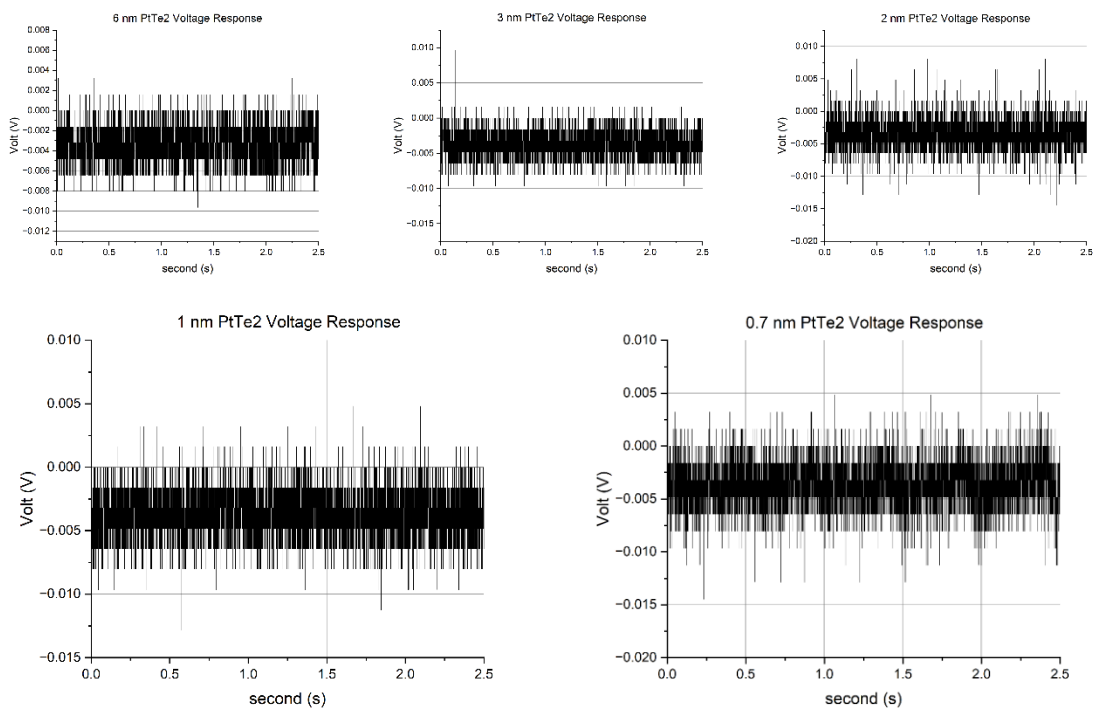 6 nm PtTe2 Voltage Response
0.008
0.006
0.004
0.002
0.000
−0.002
−0.004
−0.006
−0.008
−0.010
−0.012
Volt (V)
0.0 0.5 1.0 1.5 2.0 2.5
second (s)
3 nm PtTe2 Voltage Response
0.010
0.005
0.000
−0.005
−0.010
−0.015
Volt (V)
0.0 0.5 1.0 1.5 2.0 2.5
second (s)
2 nm PtTe2 Voltage Response
0.010
0.005
0.000
−0.005
−0.010
−0.015
−0.020
Volt (V)
0.0 0.5 1.0 1.5 2.0 2.5
second (s)
1 nm PtTe2 Voltage Response
0.010
0.005
0.000
−0.005
−0.010
−0.015
Volt (V)
0.0 0.5 1.0 1.5 2.0 2.5
second (s)
0.7 nm PtTe2 Voltage Response
0.010
0.005
0.000
−0.005
−0.010
−0.015
−0.020
Volt (V)
0.0 0.5 1.0 1.5 2.0 2.5
second (s)